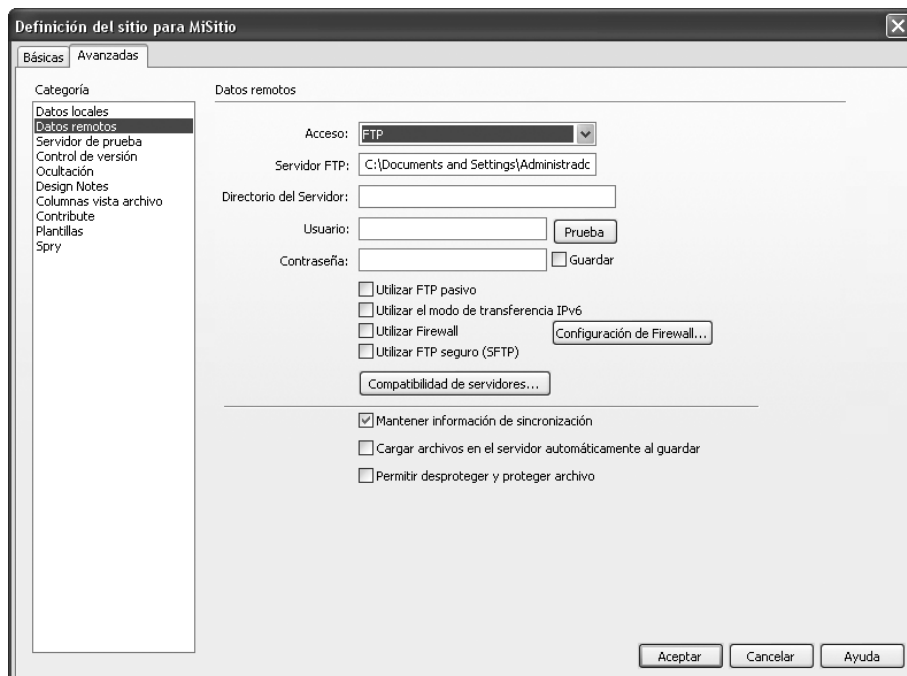 Definición del sitio para MiSitio
Básicas Avanzadas
Categoría
Datos locales
Datos remotos
Servidor de prueba
Control de versión
Ocultación
Design Notes
Columnas vista archivo
Contribute
Plantillas
Spry
Datos remotos
Acceso: FTP
Servidor FTP: C:\Documents and Settings\Administradc
Directorio del Servidor:
Usuario: Prueba
Contraseña: Guardar
Utilizar FTP pasivo
Utilizar el modo de transferencia IPv6
Utilizar Firewall Configuración de Firewall...
Utilizar FTP seguro (SFTP)
Compatibilidad de servidores...
Mantener información de sincronización
Cargar archivos en el servidor automáticamente al guardar
Permitir desproteger y proteger archivo
Aceptar Cancelar Ayuda